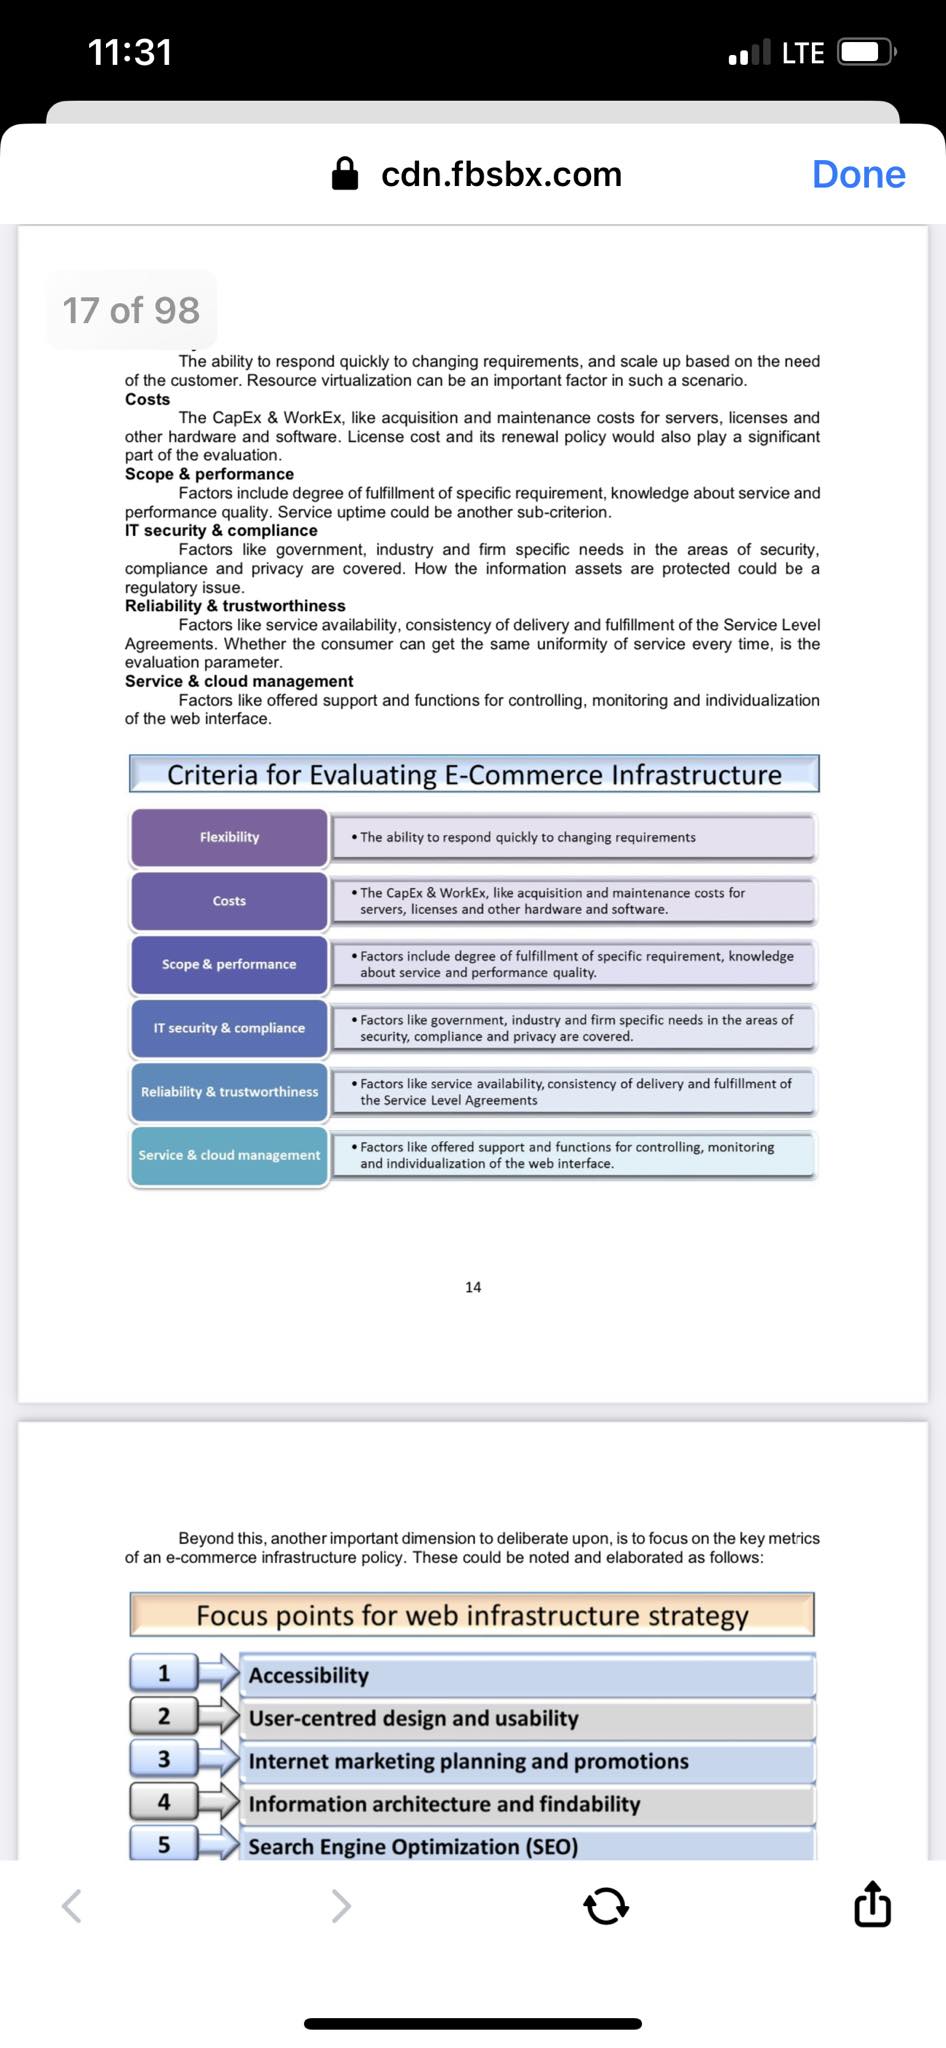 11:31
LTE
cdn.fbsbx.com
Done
17 of 98
The ability to respond quickly to changing requirements, and scale up based on the need
of the customer. Resource virtualization can be an important factor in such a scenario.
Costs
The CapEx & WorkEx, like acquisition and maintenance costs for servers, licenses and
other hardware and software. License cost and its renewal policy would also play a significant
part of the evaluation.
Scope & performance
Factors include degree of fulfillment of specific requirement, knowledge about service and
performance quality. Service uptime could be another sub-criterion.
IT security & compliance
Factors like government, industry and firm specific needs in the areas of security,
compliance and privacy are covered. How the information assets are protected could be a
regulatory issue.
Reliability & trustworthiness
Factors like service availability, consistency of delivery and fulfillment of the Service Level
Agreements. Whether the consumer can get the same uniformity of service every time, is the
evaluation parameter.
Service & cloud management
Factors like offered support and functions for controlling, monitoring and individualization
of the web interface.
Criteria for Evaluating E-Commerce Infrastructure
Flexibility
• The ability to respond quickly to changing requirements
Costs
• The CapEx & WorkEx, like acquisition and maintenance costs for
servers, licenses and other hardware and software.
Scope & performance
• Factors include degree of fulfillment of specific requirement, knowledge
about service and performance quality.
IT security & compliance
• Factors like government, industry and firm specific needs in the areas of
security, compliance and privacy are covered.
Reliability & trustworthiness
• Factors like service availability, consistency of delivery and fulfillment of
the Service Level Agreements
Service & cloud management
• Factors like offered support and functions for controlling, monitoring
and individualization of the web interface.
14
Beyond this, another important dimension to deliberate upon, is to focus on the key metrics
of an e-commerce infrastructure policy. These could be noted and elaborated as follows:
Focus points for web infrastructure strategy
1 Accessibility
2 User-centred design and usability
3 Internet marketing planning and promotions
4 Information architecture and findability
5 Search Engine Optimization (SEO)